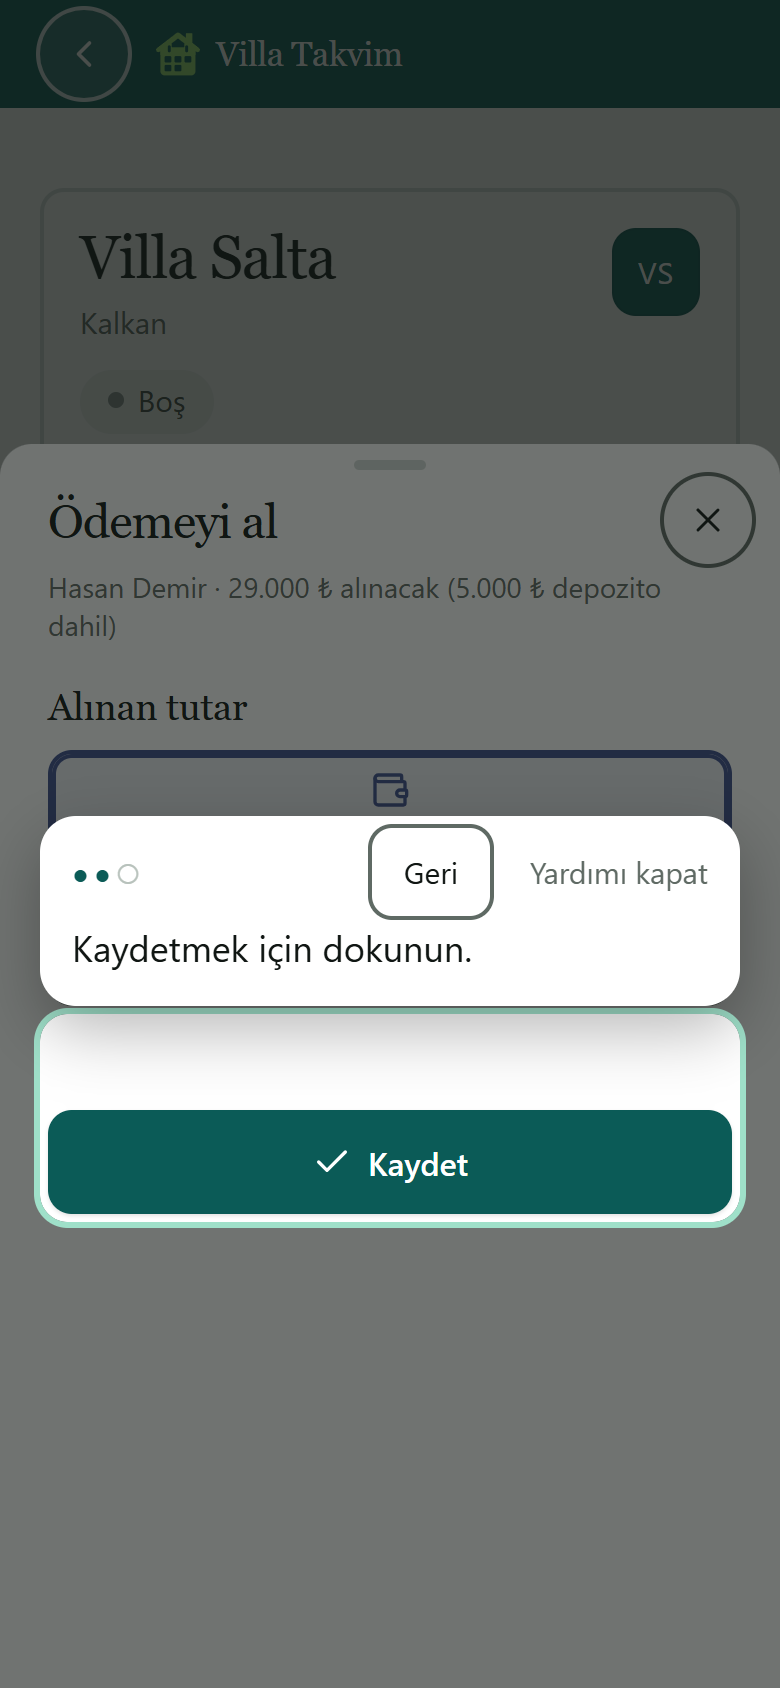 Villa Takvim
Villa Salta
VS
Kalkan
Boş
Ödemeyi al
Hasan Demir · 29.000 ₺ alınacak (5.000 ₺ depozito
dahil)
Alınan tutar
Geri
Yardımı kapat
Kaydetmek için dokunun.
Kaydet